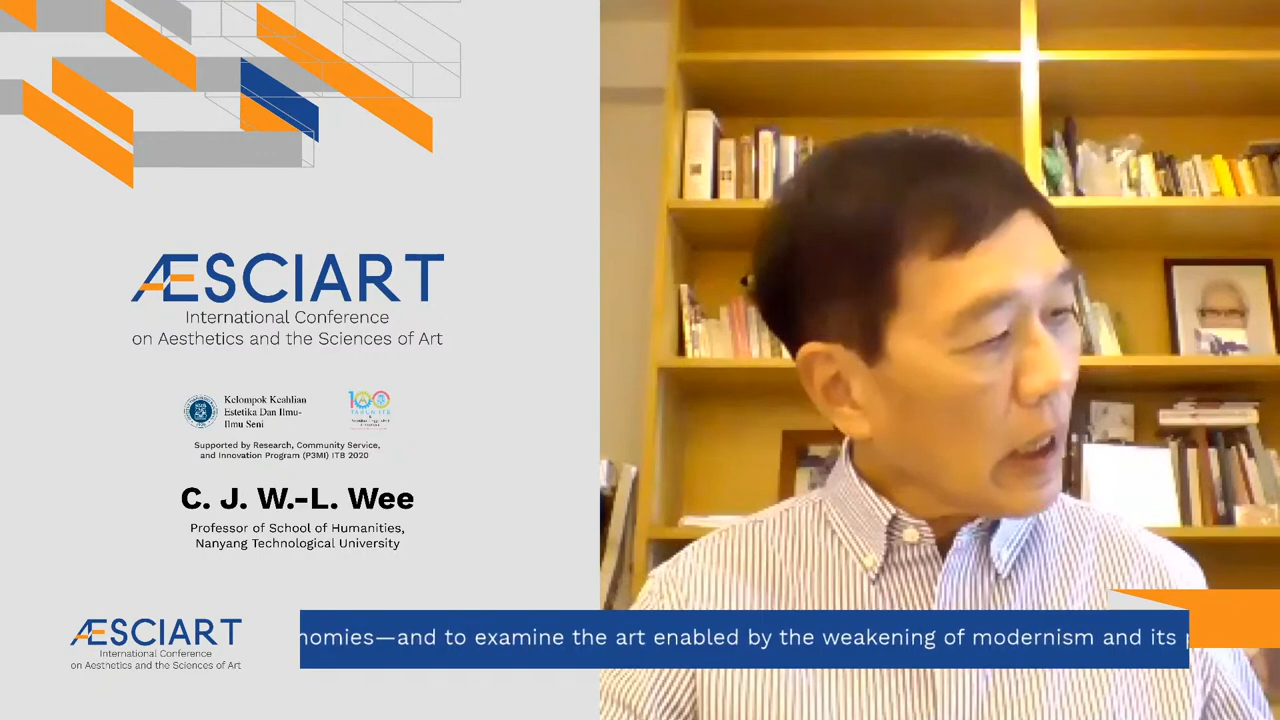 ÆSCIART
International Conference
on Aesthetics and the Sciences of Art
Kelompok Keahlian
Estetika Dan Ilmu-
Ilmu Seni
100
TAHUN ITB
Supported by Research, Community Service,
and Innovation Program (P3MI) ITB 2020
C. J. W.-L. Wee
Professor of School of Humanities,
Nanyang Technological University
ÆSCIART
International Conference
on Aesthetics and the Sciences of Art
nomies—and to examine the art enabled by the weakening of modernism and its